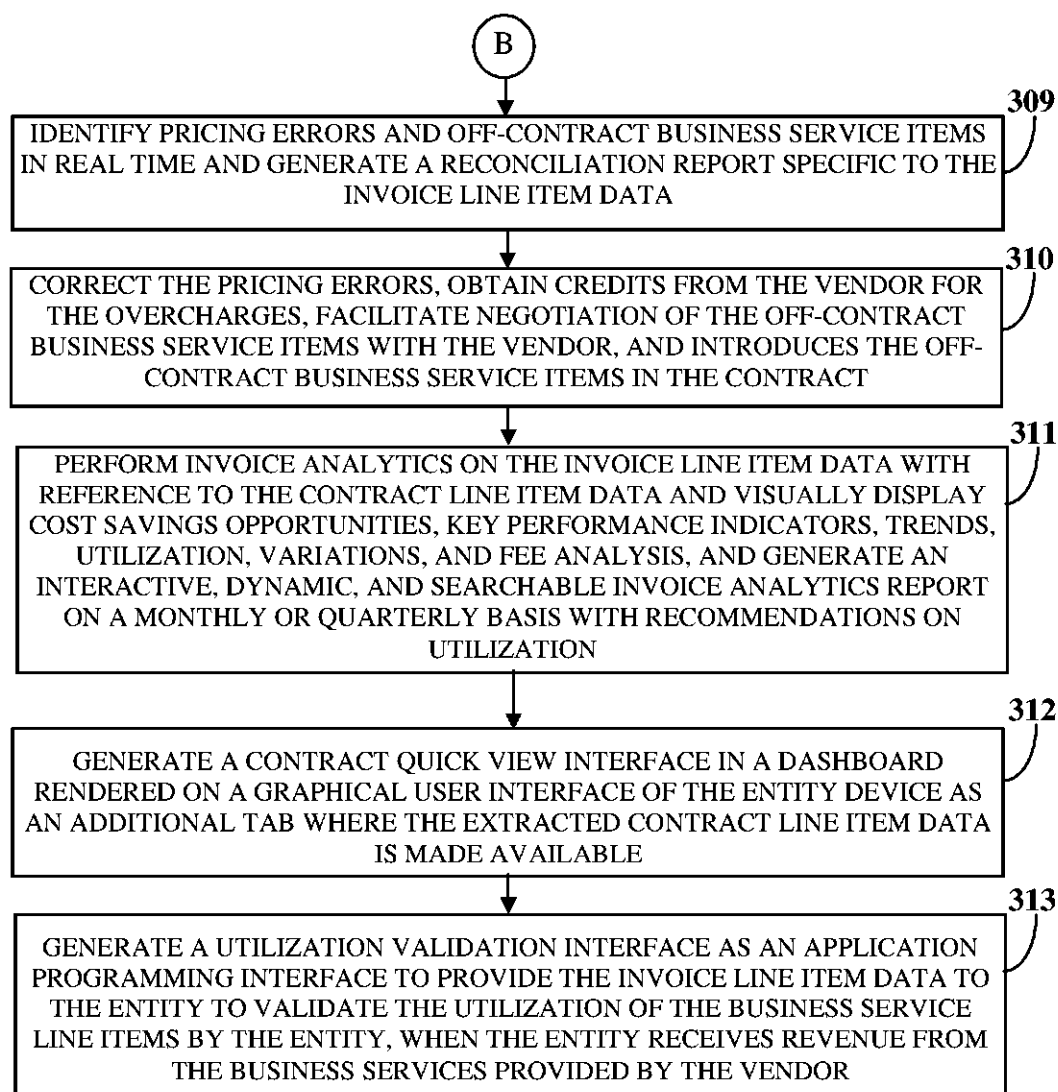 B
309
IDENTIFY PRICING ERRORS AND OFF-CONTRACT BUSINESS SERVICE ITEMS
IN REAL TIME AND GENERATE A RECONCILIATION REPORT SPECIFIC TO THE
INVOICE LINE ITEM DATA
310
CORRECT THE PRICING ERRORS, OBTAIN CREDITS FROM THE VENDOR FOR
THE OVERCHARGES, FACILITATE NEGOTIATION OF THE OFF-CONTRACT
BUSINESS SERVICE ITEMS WITH THE VENDOR, AND INTRODUCES THE OFF-
CONTRACT BUSINESS SERVICE ITEMS IN THE CONTRACT
311
PERFORM INVOICE ANALYTICS ON THE INVOICE LINE ITEM DATA WITH
REFERENCE TO THE CONTRACT LINE ITEM DATA AND VISUALLY DISPLAY
COST SAVINGS OPPORTUNITIES, KEY PERFORMANCE INDICATORS, TRENDS,
UTILIZATION, VARIATIONS, AND FEE ANALYSIS, AND GENERATE AN
INTERACTIVE, DYNAMIC, AND SEARCHABLE INVOICE ANALYTICS REPORT
ON A MONTHLY OR QUARTERLY BASIS WITH RECOMMENDATIONS ON
UTILIZATION
312
GENERATE A CONTRACT QUICK VIEW INTERFACE IN A DASHBOARD
RENDERED ON A GRAPHICAL USER INTERFACE OF THE ENTITY DEVICE AS
AN ADDITIONAL TAB WHERE THE EXTRACTED CONTRACT LINE ITEM DATA
IS MADE AVAILABLE
313
GENERATE A UTILIZATION VALIDATION INTERFACE AS AN APPLICATION
PROGRAMMING INTERFACE TO PROVIDE THE INVOICE LINE ITEM DATA TO
THE ENTITY TO VALIDATE THE UTILIZATION OF THE BUSINESS SERVICE
LINE ITEMS BY THE ENTITY, WHEN THE ENTITY RECEIVES REVENUE FROM
THE BUSINESS SERVICES PROVIDED BY THE VENDOR